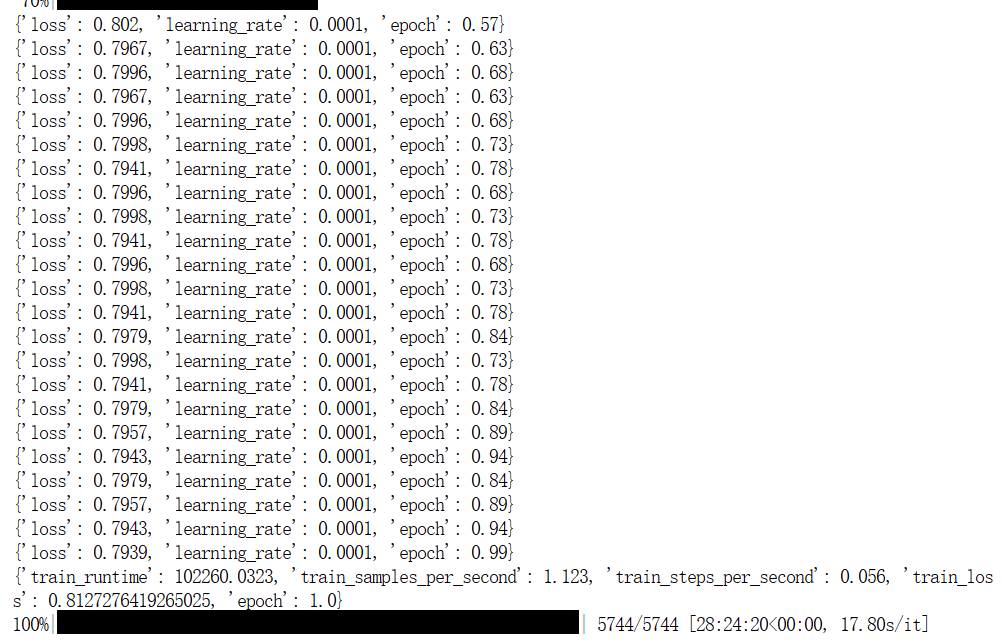 70%|
{'loss': 0.802, 'learning_rate': 0.0001, 'epoch': 0.57}
{'loss': 0.7967, 'learning_rate': 0.0001, 'epoch': 0.63}
{'loss': 0.7996, 'learning_rate': 0.0001, 'epoch': 0.68}
{'loss': 0.7967, 'learning_rate': 0.0001, 'epoch': 0.63}
{'loss': 0.7996, 'learning_rate': 0.0001, 'epoch': 0.68}
{'loss': 0.7998, 'learning_rate': 0.0001, 'epoch': 0.73}
{'loss': 0.7941, 'learning_rate': 0.0001, 'epoch': 0.78}
{'loss': 0.7996, 'learning_rate': 0.0001, 'epoch': 0.68}
{'loss': 0.7998, 'learning_rate': 0.0001, 'epoch': 0.73}
{'loss': 0.7941, 'learning_rate': 0.0001, 'epoch': 0.78}
{'loss': 0.7996, 'learning_rate': 0.0001, 'epoch': 0.68}
{'loss': 0.7998, 'learning_rate': 0.0001, 'epoch': 0.73}
{'loss': 0.7941, 'learning_rate': 0.0001, 'epoch': 0.78}
{'loss': 0.7979, 'learning_rate': 0.0001, 'epoch': 0.84}
{'loss': 0.7998, 'learning_rate': 0.0001, 'epoch': 0.73}
{'loss': 0.7941, 'learning_rate': 0.0001, 'epoch': 0.78}
{'loss': 0.7979, 'learning_rate': 0.0001, 'epoch': 0.84}
{'loss': 0.7957, 'learning_rate': 0.0001, 'epoch': 0.89}
{'loss': 0.7943, 'learning_rate': 0.0001, 'epoch': 0.94}
{'loss': 0.7979, 'learning_rate': 0.0001, 'epoch': 0.84}
{'loss': 0.7957, 'learning_rate': 0.0001, 'epoch': 0.89}
{'loss': 0.7943, 'learning_rate': 0.0001, 'epoch': 0.94}
{'loss': 0.7939, 'learning_rate': 0.0001, 'epoch': 0.99}
{'train_runtime': 102260.0323, 'train_samples_per_second': 1.123, 'train_steps_per_second': 0.056, 'train_los
s': 0.8127276419265025, 'epoch': 1.0}
100%| | 5744/5744 [28:24:20<00:00, 17.80s/it]